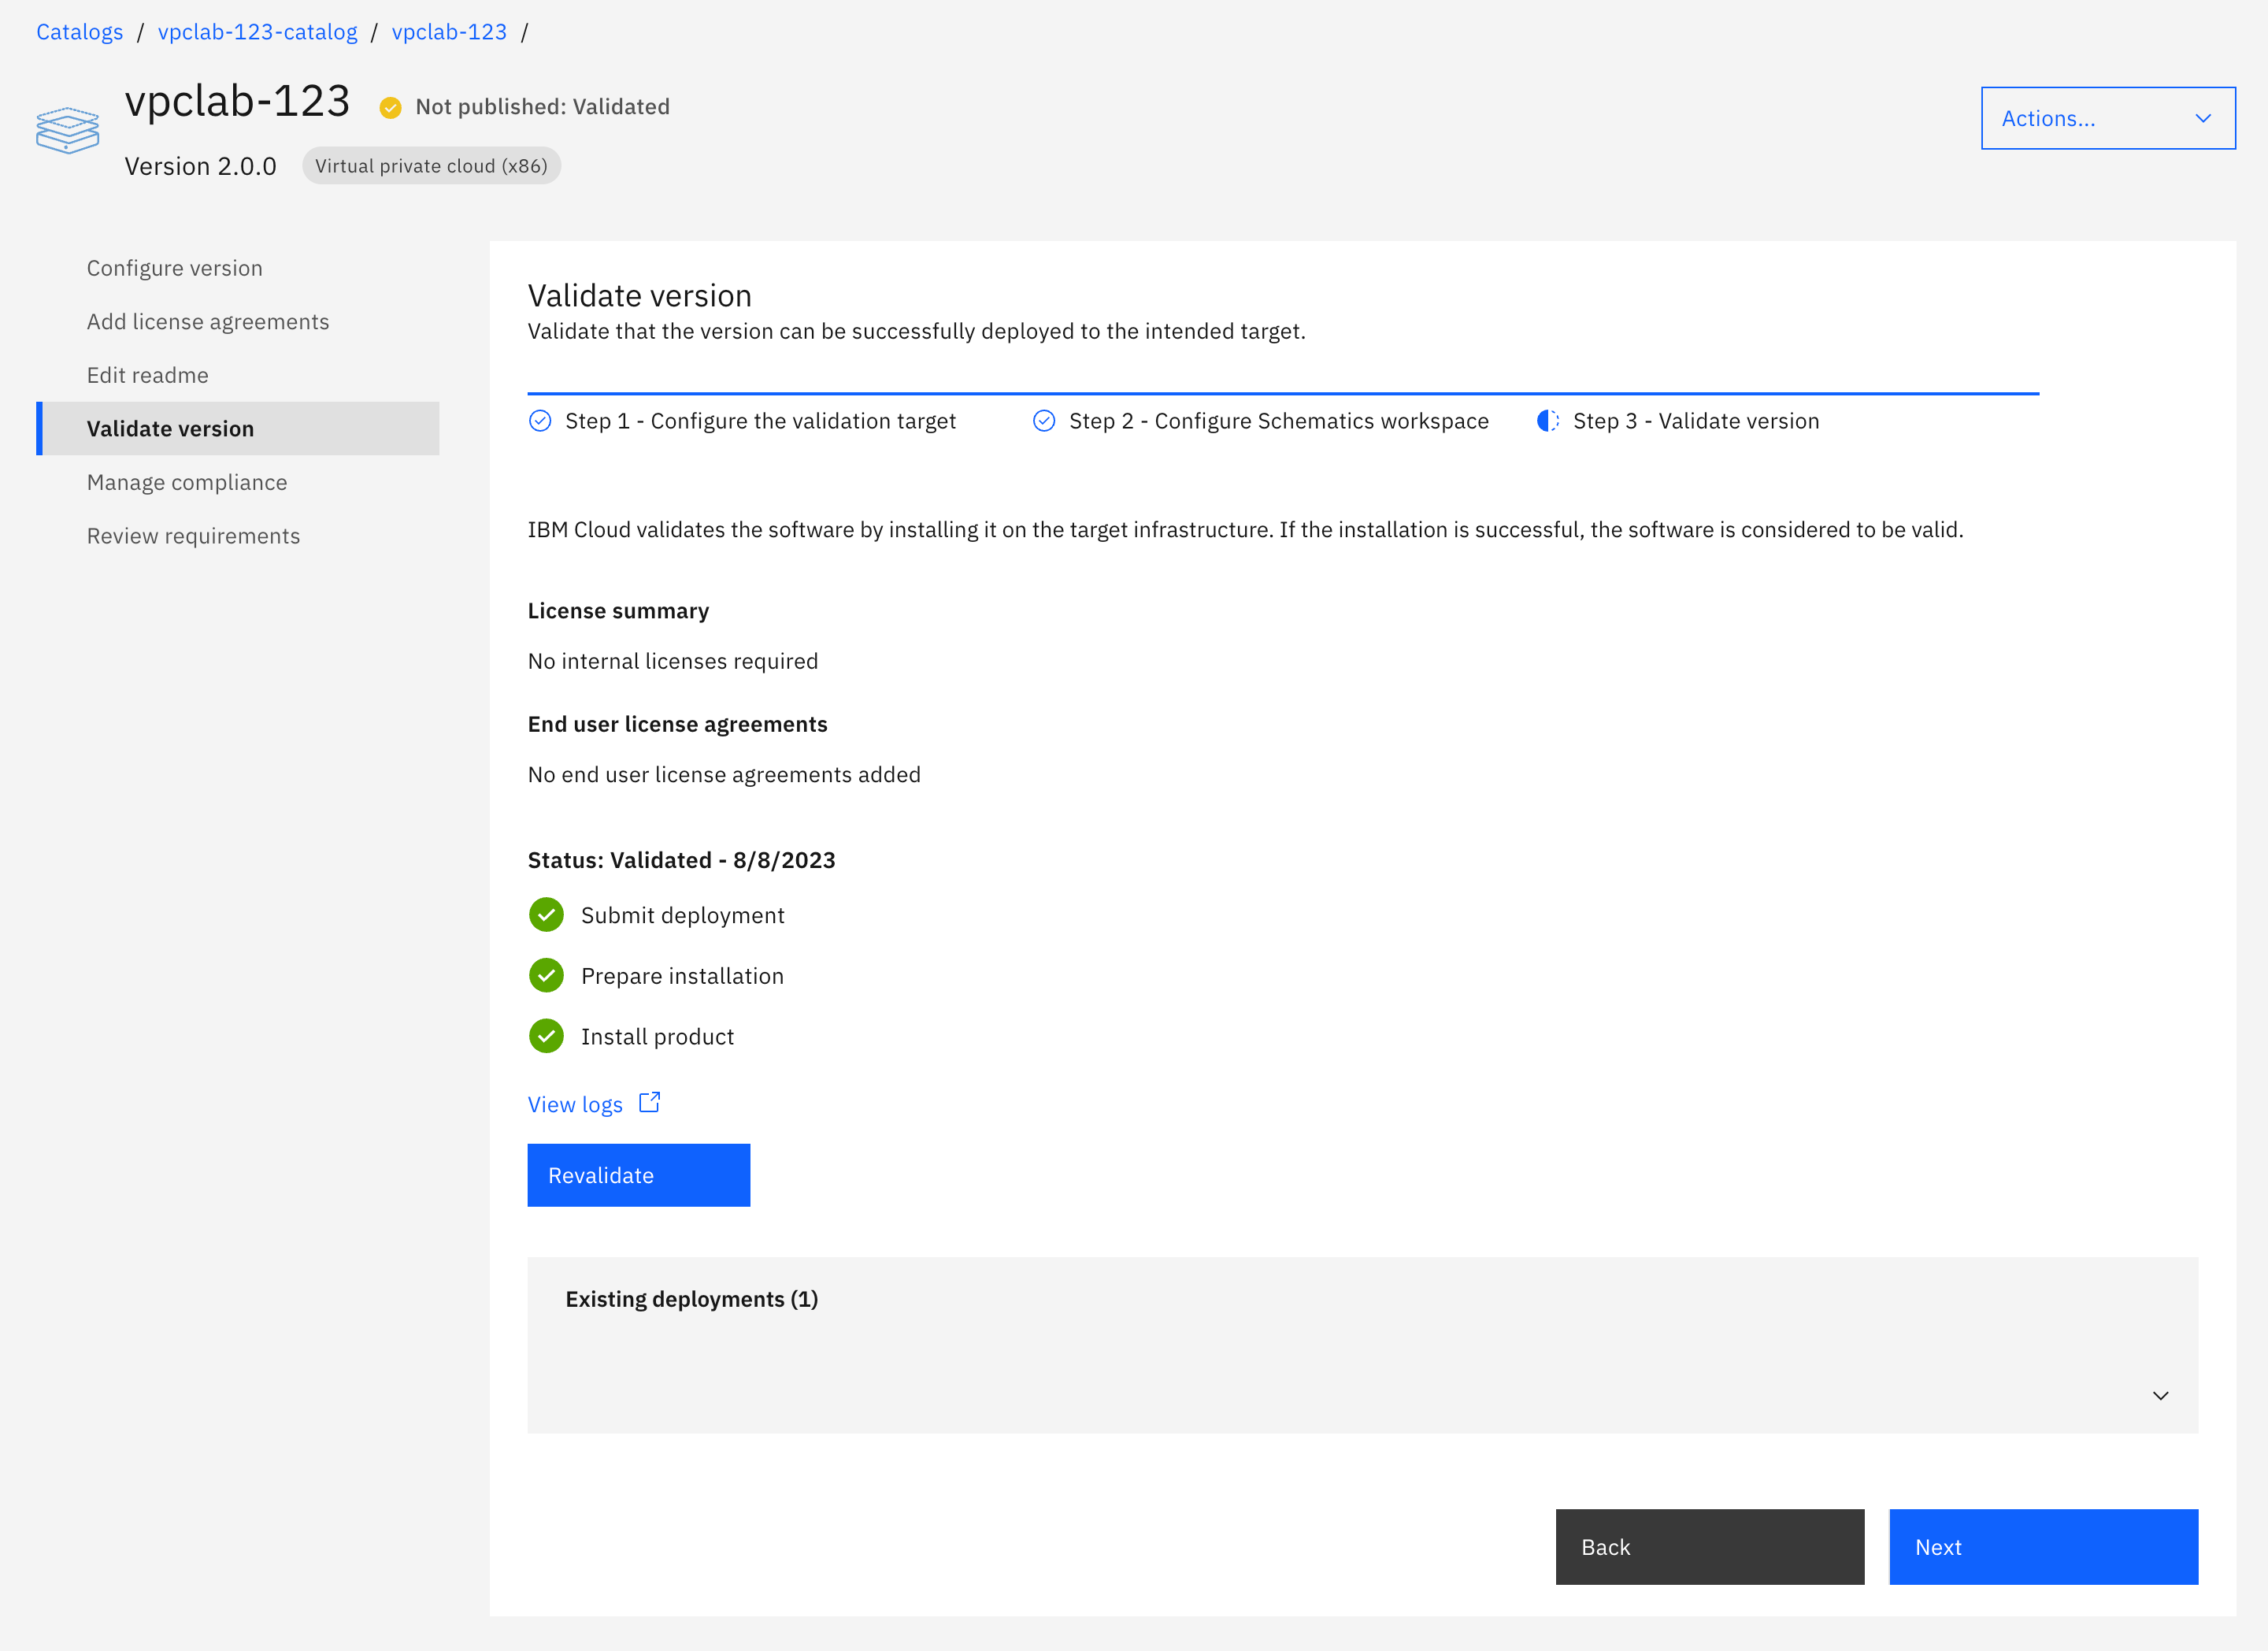 Catalogs / vpclab-123-catalog / vpclab-123 /
vpclab-123 Not published: Validated
Actions...
Version 2.0.0 Virtual private cloud (x86)
Configure version
Add license agreements
Edit readme
Validate version
Manage compliance
Review requirements
Validate version
Validate that the version can be successfully deployed to the intended target.
Step 1 - Configure the validation target
Step 2 - Configure Schematics workspace
Step 3 - Validate version
IBM Cloud validates the software by installing it on the target infrastructure. If the installation is successful, the software is considered to be valid.
License summary
No internal licenses required
End user license agreements
No end user license agreements added
Status: Validated - 8/8/2023
Submit deployment
Prepare installation
Install product
View logs
Revalidate
Existing deployments (1)
Back
Next